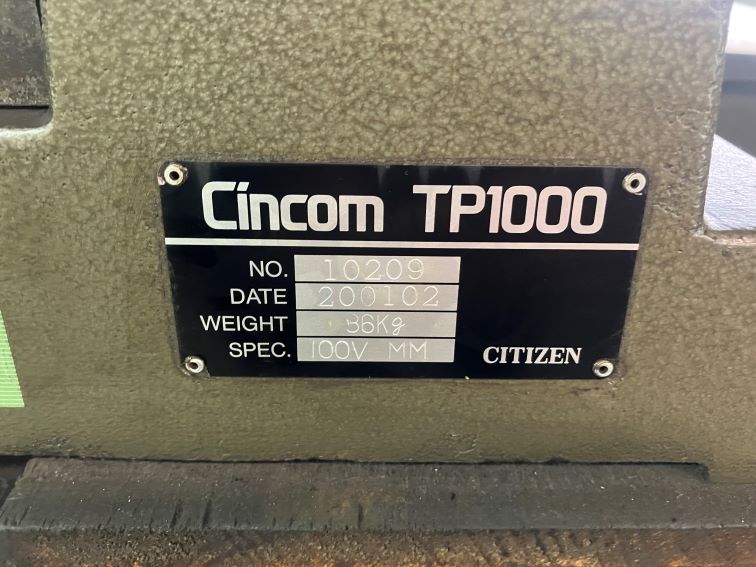 Cincom TP1000
NO. 10209
DATE 200102
WEIGHT 86Kg
SPEC. 100V MM
CITIZEN